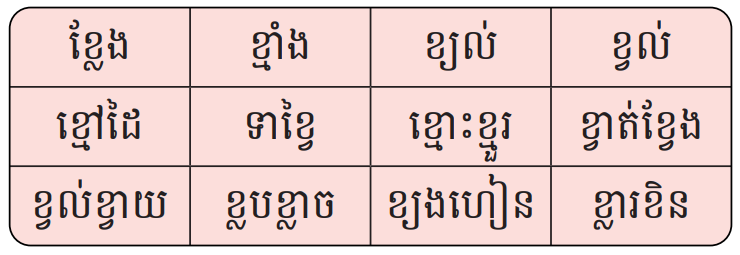 ខ្លែង ខ្មាំង ខ្យល់ ខ្វល់
ខ្មៅដៃ ទាខ្វៃ ខ្មោះខ្មួរ ខ្វាត់ខ្វែង
ខ្វល់ខ្វាយ ខ្លបខ្លាច ខ្យងហៀន ខ្លារខិន